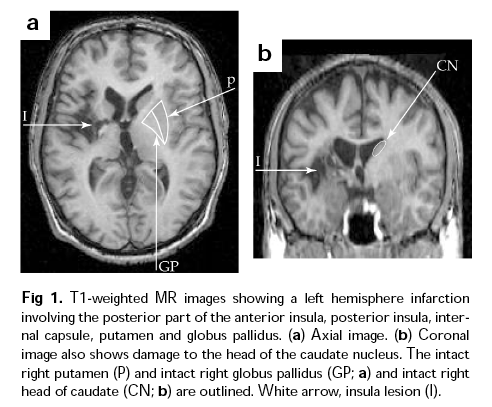 a
b
CN
p
I
I
GP
Fig 1. T1-weighted MR images showing a left hemisphere infarction
involving the posterior part of the anterior insula, posterior insula, inter-
nal capsule, putamen and globus pallidus. (a) Axial image. (b) Coronal
image also shows damage to the head of the caudate nucleus. The intact
right putamen (P) and intact right globus pallidus (GP; a) and intact right
head of caudate (CN; b) are outlined. White arrow, insula lesion (I).